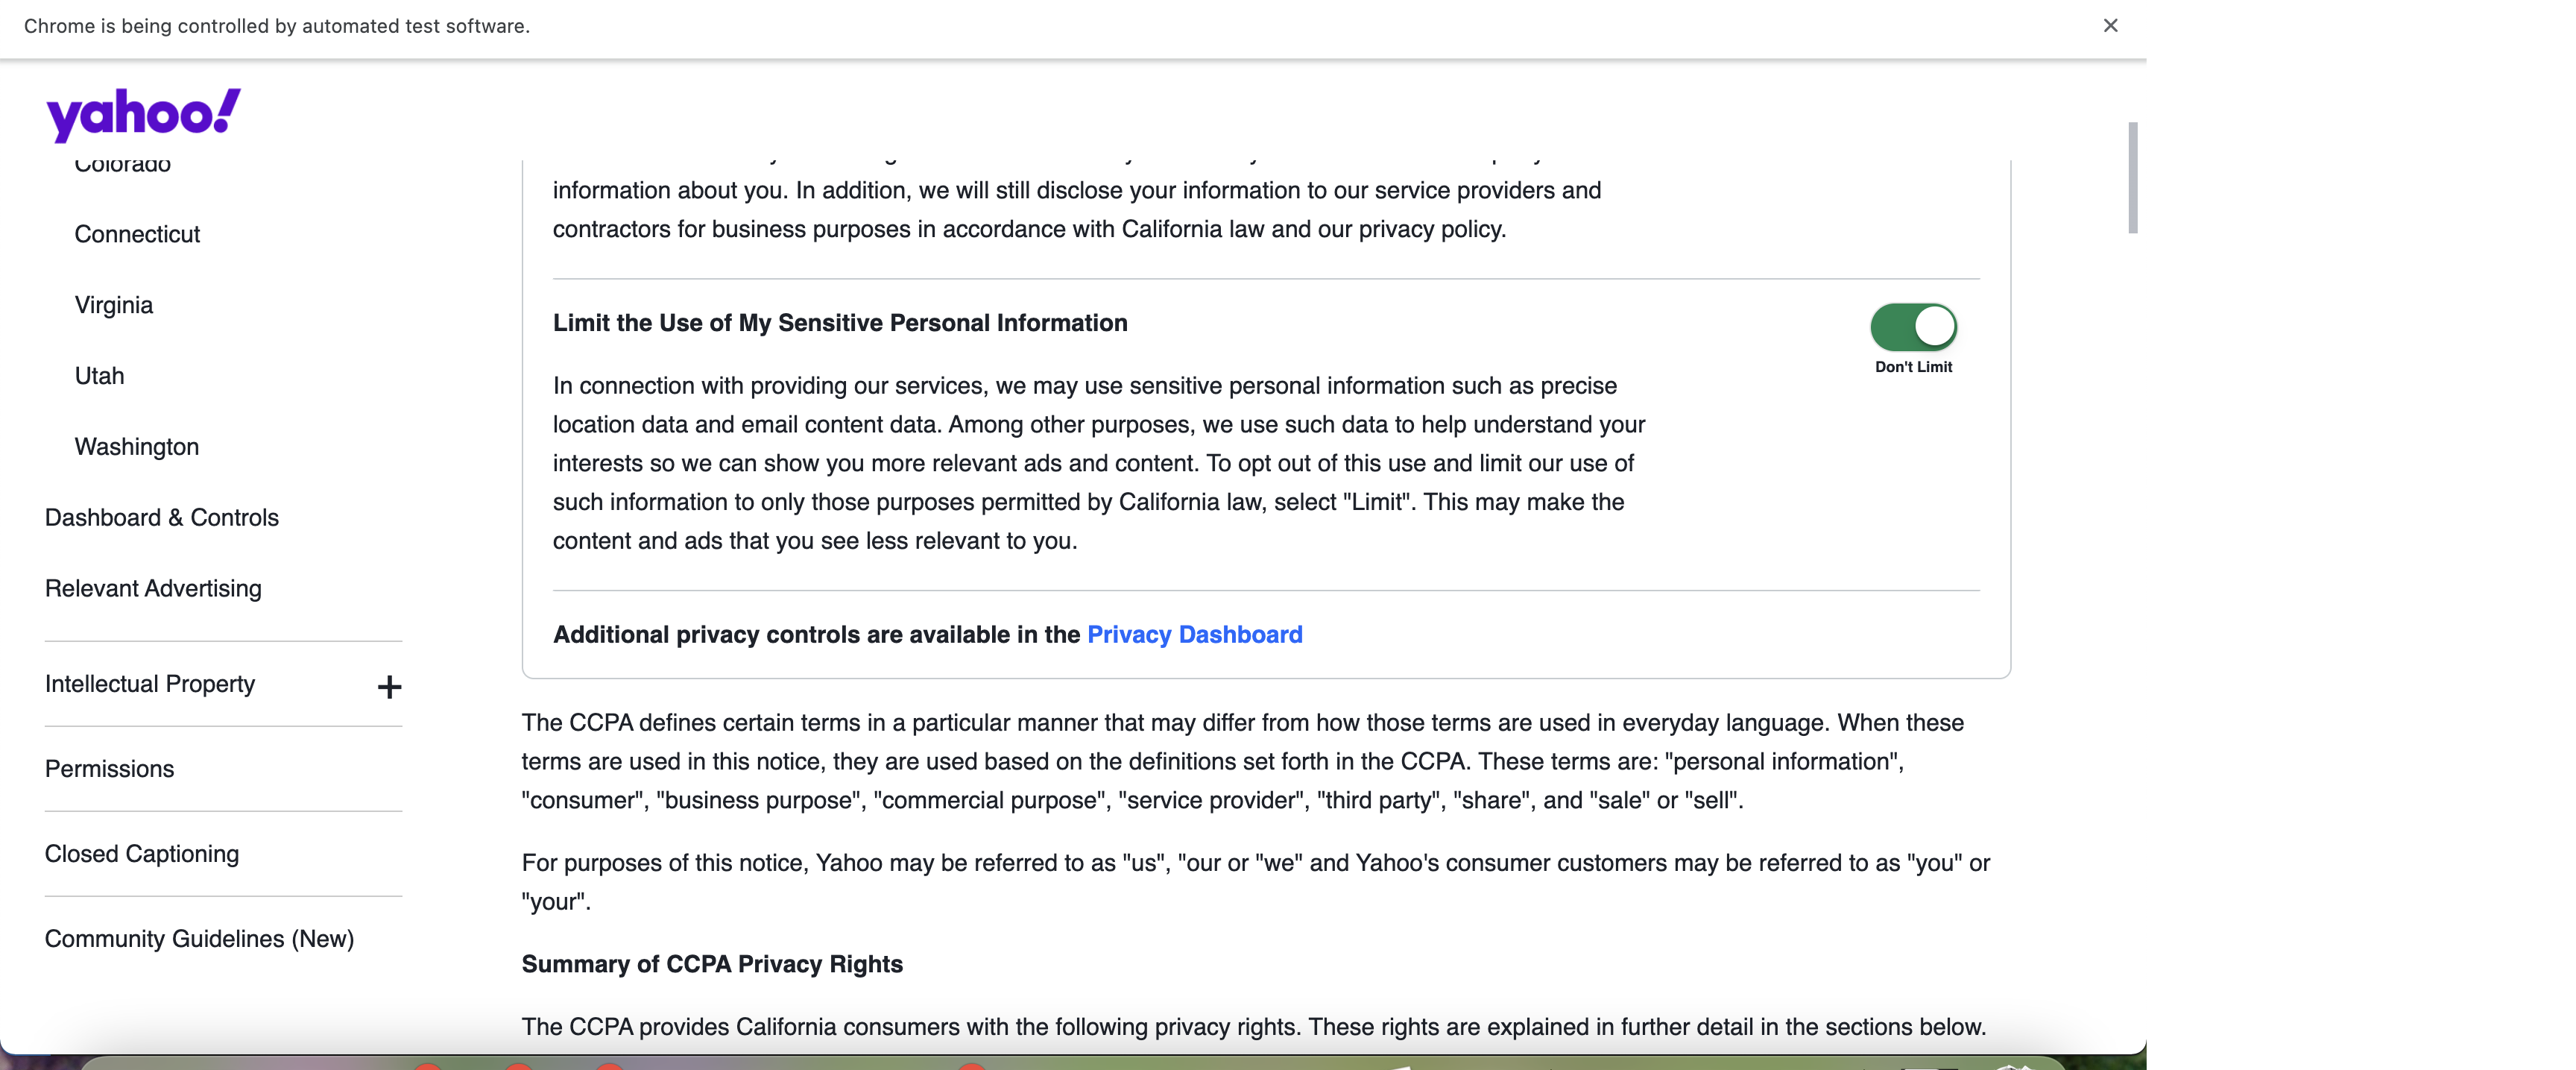 Chrome is being controlled by automated test software.
yahoo!
Colorado
Connecticut
Virginia
Utah
Washington
Dashboard & Controls
Relevant Advertising
Intellectual Property
Permissions
Closed Captioning
Community Guidelines (New)
information about you. In addition, we will still disclose your information to our service providers and
contractors for business purposes in accordance with California law and our privacy policy.
Limit the Use of My Sensitive Personal Information
Don't Limit
In connection with providing our services, we may use sensitive personal information such as precise
location data and email content data. Among other purposes, we use such data to help understand your
interests so we can show you more relevant ads and content. To opt out of this use and limit our use of
such information to only those purposes permitted by California law, select "Limit". This may make the
content and ads that you see less relevant to you.
Additional privacy controls are available in the Privacy Dashboard
The CCPA defines certain terms in a particular manner that may differ from how those terms are used in everyday language. When these
terms are used in this notice, they are used based on the definitions set forth in the CCPA. These terms are: "personal information",
"consumer", "business purpose", "commercial purpose", "service provider", "third party", "share", and "sale" or "sell".
For purposes of this notice, Yahoo may be referred to as "us", "our or "we" and Yahoo's consumer customers may be referred to as "you" or
"your".
Summary of CCPA Privacy Rights
The CCPA provides California consumers with the following privacy rights. These rights are explained in further detail in the sections below.